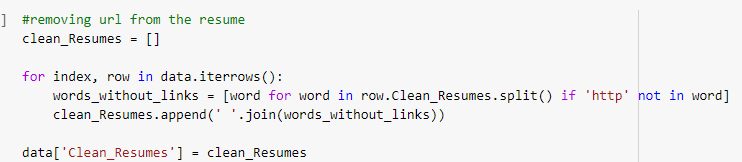 ] #removing url from the resume
clean_Resumes = []
for index, row in data.iterrows():
words_without_links = [word for word in row.Clean_Resumes.split() if 'http' not in word]
clean_Resumes.append(' '.join(words_without_links))
data['Clean_Resumes'] = clean_Resumes